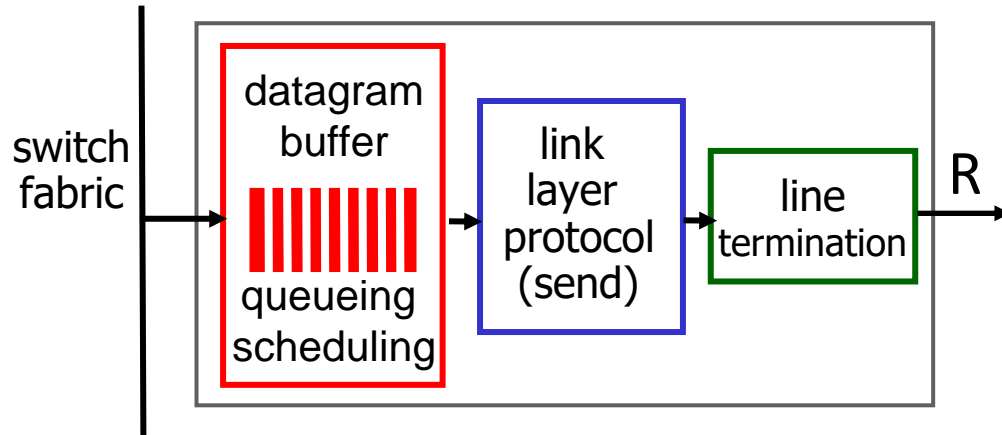 switch
fabric
datagram
buffer
queueing
scheduling
link
layer
protocol
(send)
line
termination
R